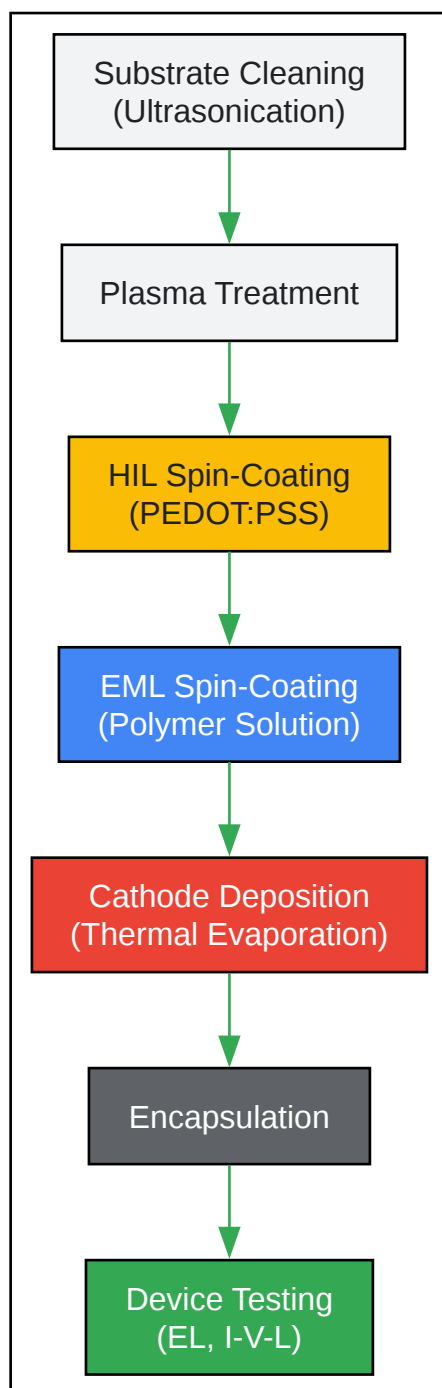 Substrate Cleaning
(Ultrasonication)
Plasma Treatment
HIL Spin-Coating
(PEDOT:PSS)
EML Spin-Coating
(Polymer Solution)
Cathode Deposition
(Thermal Evaporation)
Encapsulation
Device Testing
(EL, I-V-L)